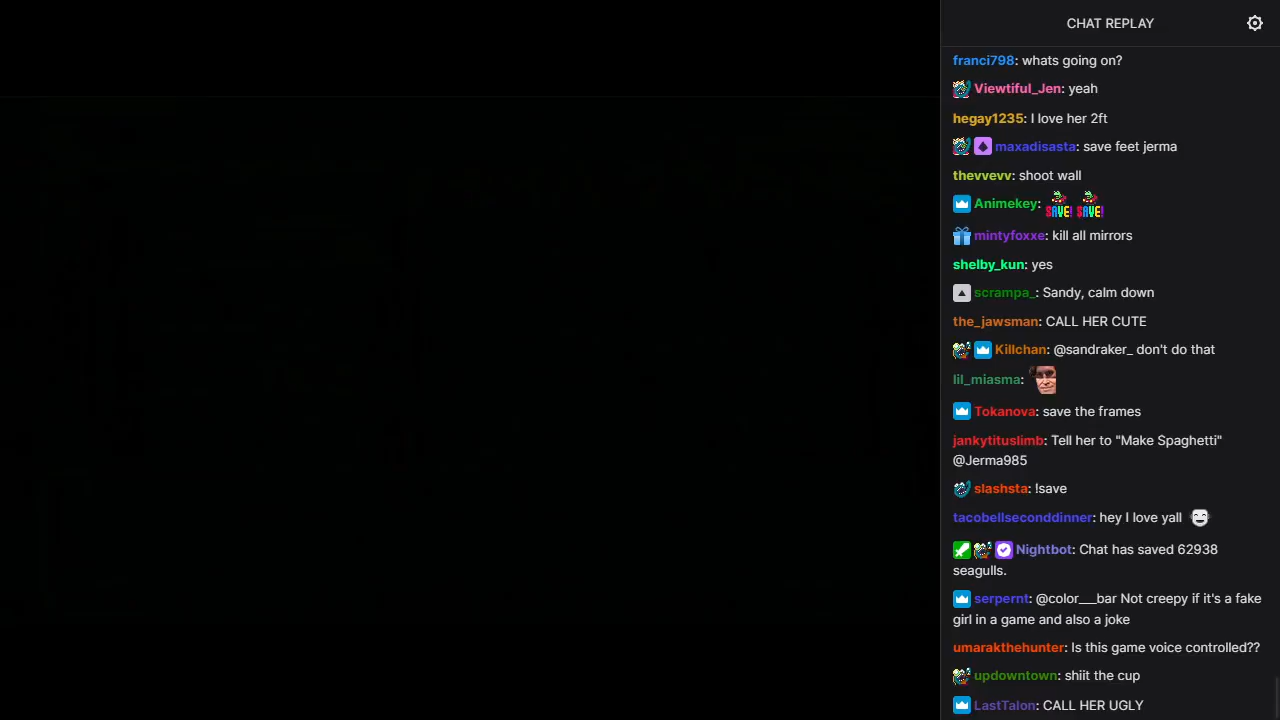 CHAT REPLAY
franci798: whats going on?
Viewtiful_Jen: yeah
hegay1235: I love her 2ft
maxadisasta: save feet jerma
thevvevv: shoot wall
Animekey: SAVE! SAVE!
mintyfoxxe: kill all mirrors
shelby_kun: yes
scrampa_: Sandy, calm down
the_jawsman: CALL HER CUTE
Killchan: @sandraker_ don't do that
lil_miasma:
Tokanova: save the frames
jankytituslimb: Tell her to "Make Spaghetti"
@Jerma985
slashsta: !save
tacobellseconddinner: hey I love yall
Nightbot: Chat has saved 62938
seagulls.
serpernt: @color___bar Not creepy if it's a fake
girl in a game and also a joke
umarakthehunter: Is this game voice controlled??
updowntown: shiit the cup
LastTalon: CALL HER UGLY